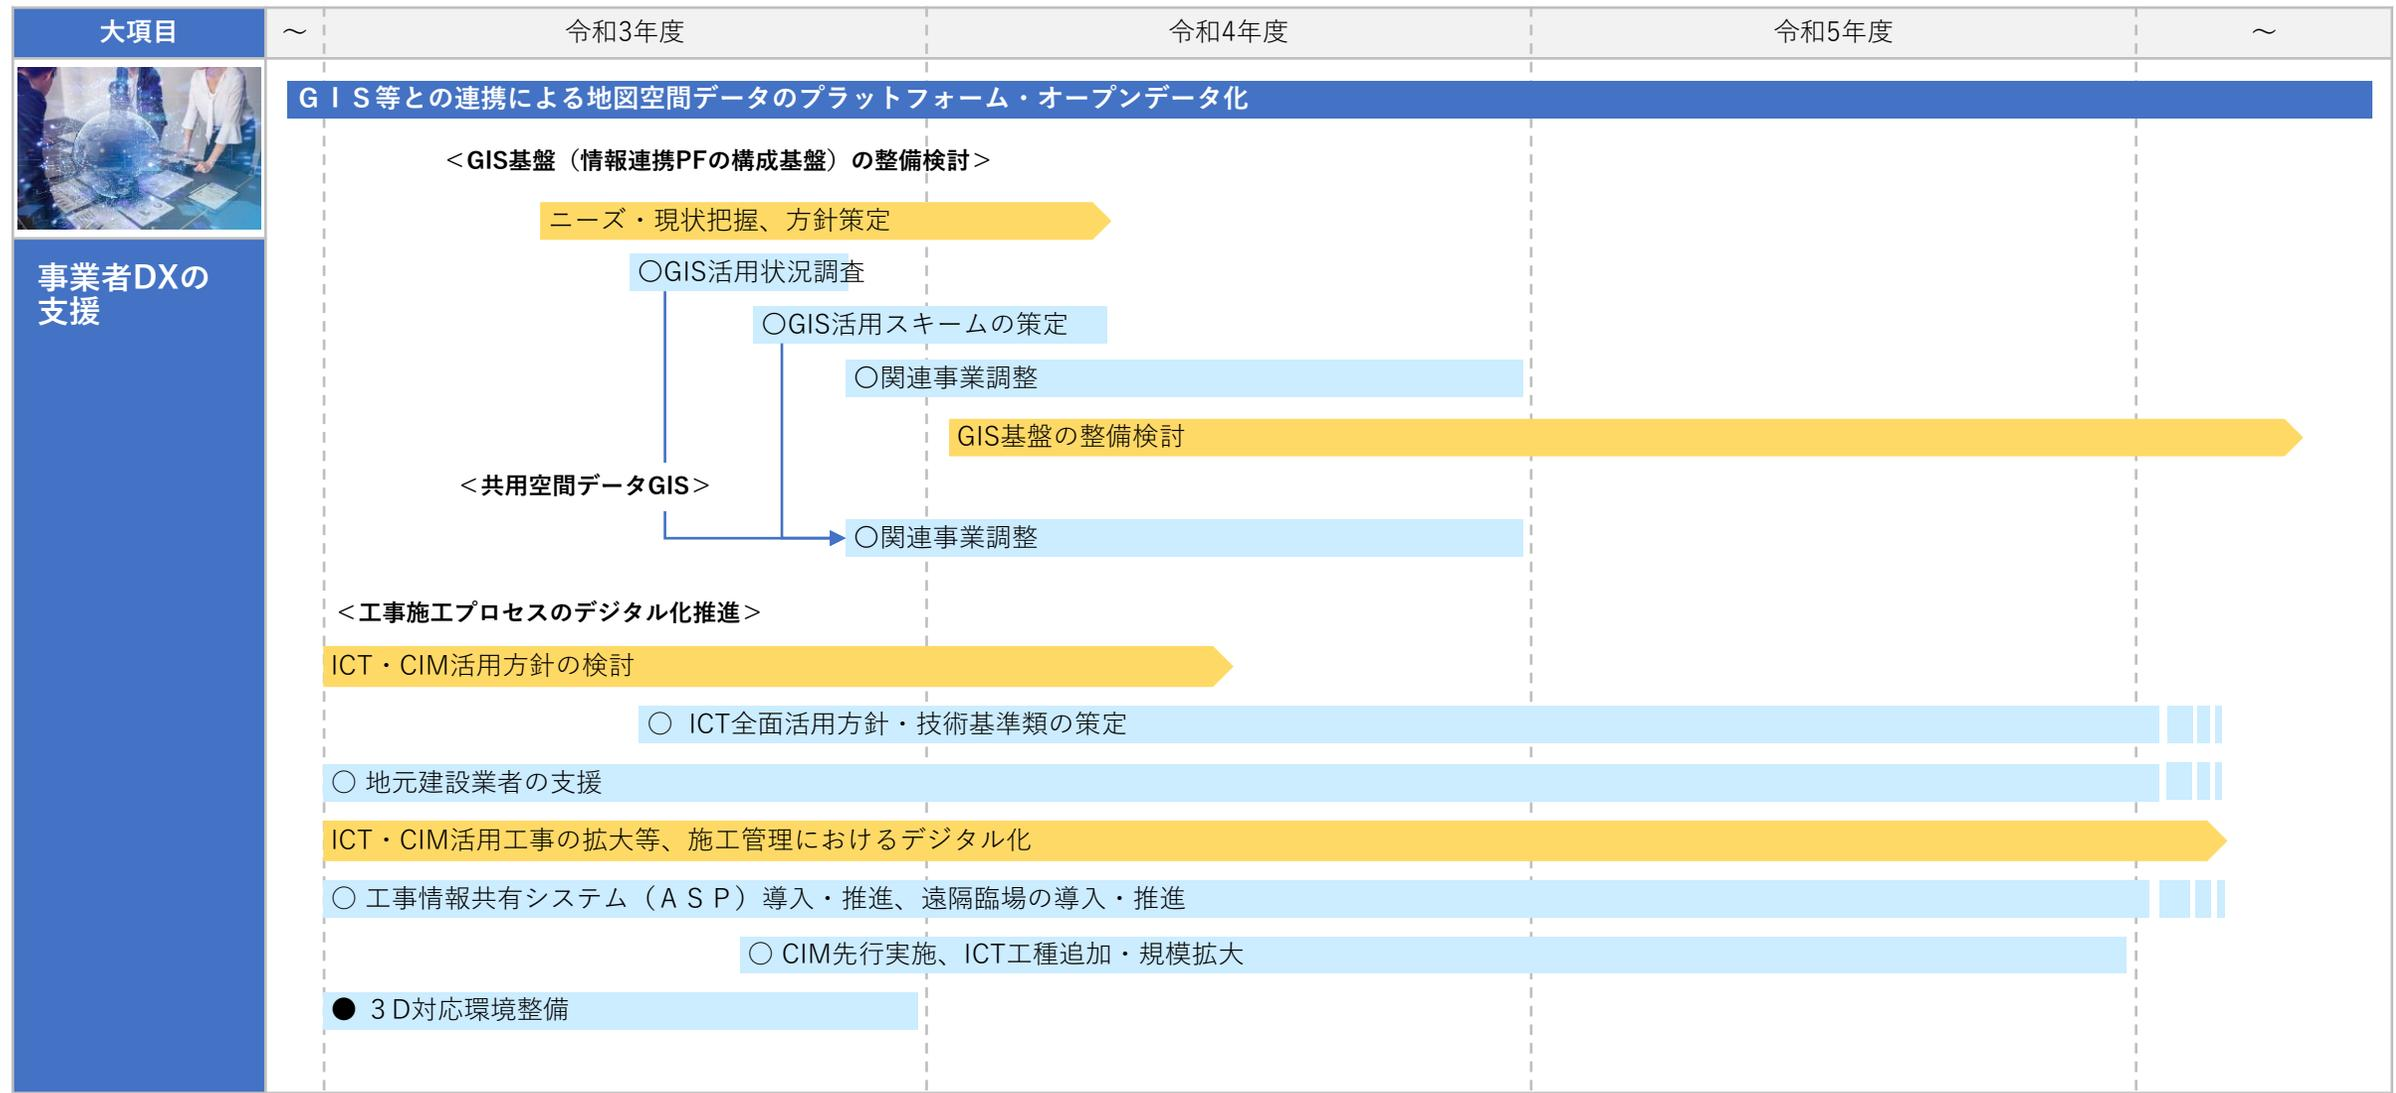 大項目
～
令和3年度
令和4年度
令和5年度
～
ＧＩＳ等との連携による地図空間データのプラットフォーム・オープンデータ化
＜GIS基盤（情報連携PFの構成基盤）の整備検討＞
ニーズ・現状把握、方針策定
事業者DXの
支援
〇GIS活用状況調査
〇GIS活用スキームの策定
〇関連事業調整
GIS基盤の整備検討
＜共用空間データGIS＞
〇関連事業調整
＜工事施工プロセスのデジタル化推進＞
ICT・CIM活用方針の検討
○ ICT全面活用方針・技術基準類の策定
○ 地元建設業者の支援
ICT・CIM活用工事の拡大等、施工管理におけるデジタル化
○ 工事情報共有システム（ＡＳＰ）導入・推進、遠隔臨場の導入・推進
○ CIM先行実施、ICT工種追加・規模拡大
● ３D対応環境整備